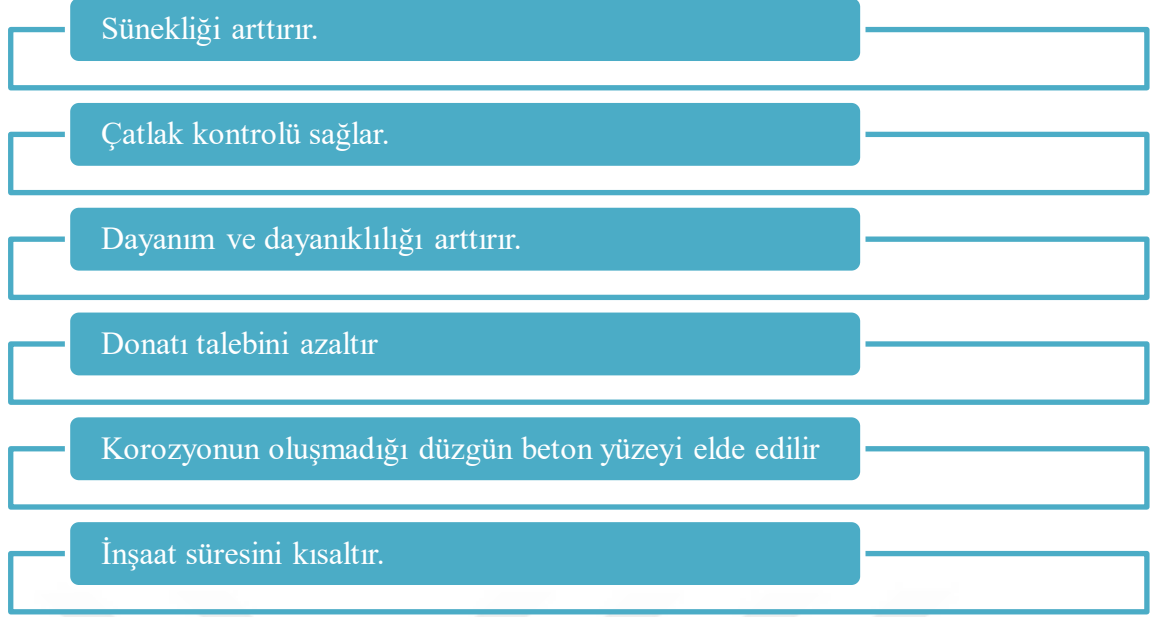 Sünekliği arttırır.
Çatlak kontrolü sağlar.
Dayanım ve dayanıklılığı arttırır.
Donatı talebini azaltır
Korozyonun oluşmadığı düzgün beton yüzeyi elde edilir
İnşaat süresini kısaltır.